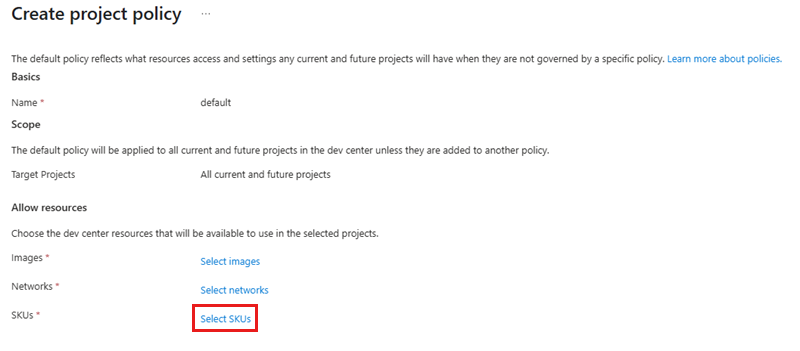 Create project policy ...
The default policy reflects what resources access and settings any current and future projects will have when they are not governed by a specific policy. Learn more about policies.
Basics
Name * default
Scope
The default policy will be applied to all current and future projects in the dev center unless they are added to another policy.
Target Projects All current and future projects
Allow resources
Choose the dev center resources that will be available to use in the selected projects.
Images * Select images
Networks * Select networks
SKUs * Select SKUs